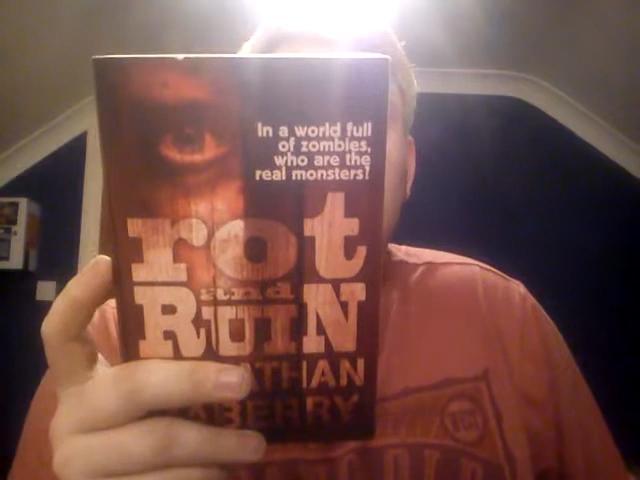 In a world full
of zombies,
who are the
real monsters?
rot
and
RUIN
ATHAN
ABERRY